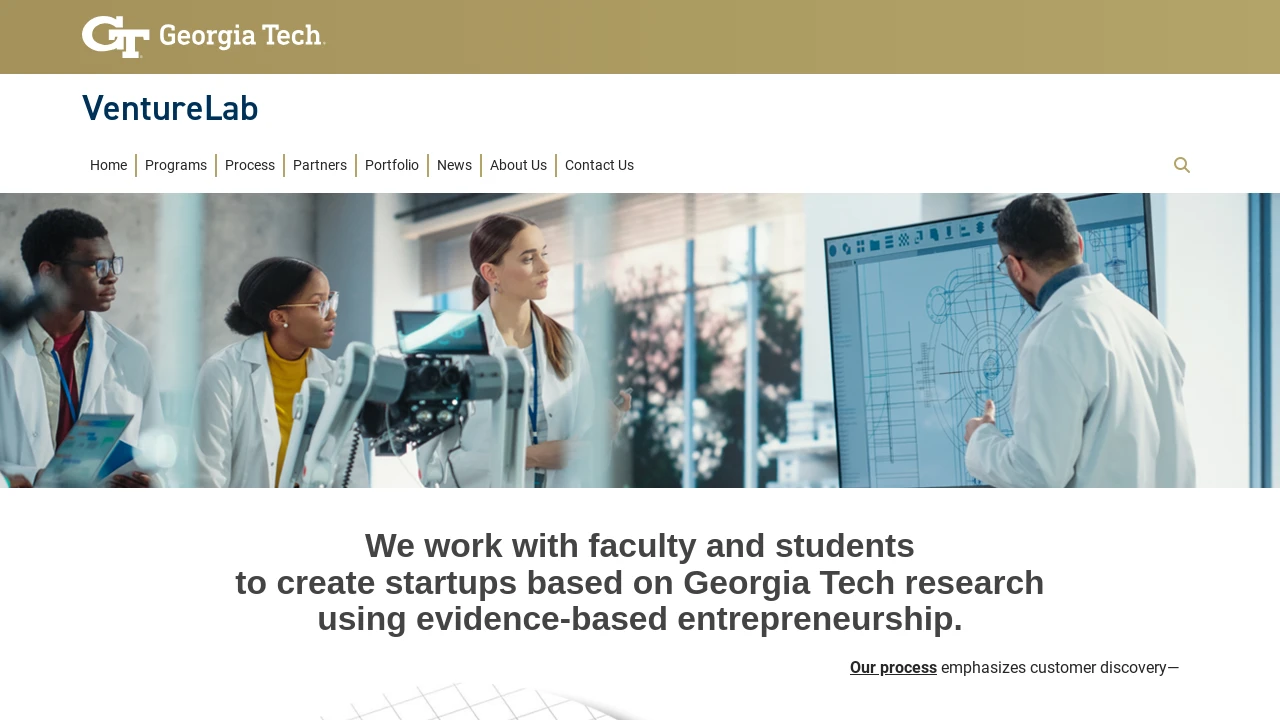 GT Georgia Tech.
VentureLab
Home
Programs
Process
Partners
Portfolio
News
About Us
Contact Us
We work with faculty and students
to create startups based on Georgia Tech research
using evidence-based entrepreneurship.
Our process emphasizes customer discovery—